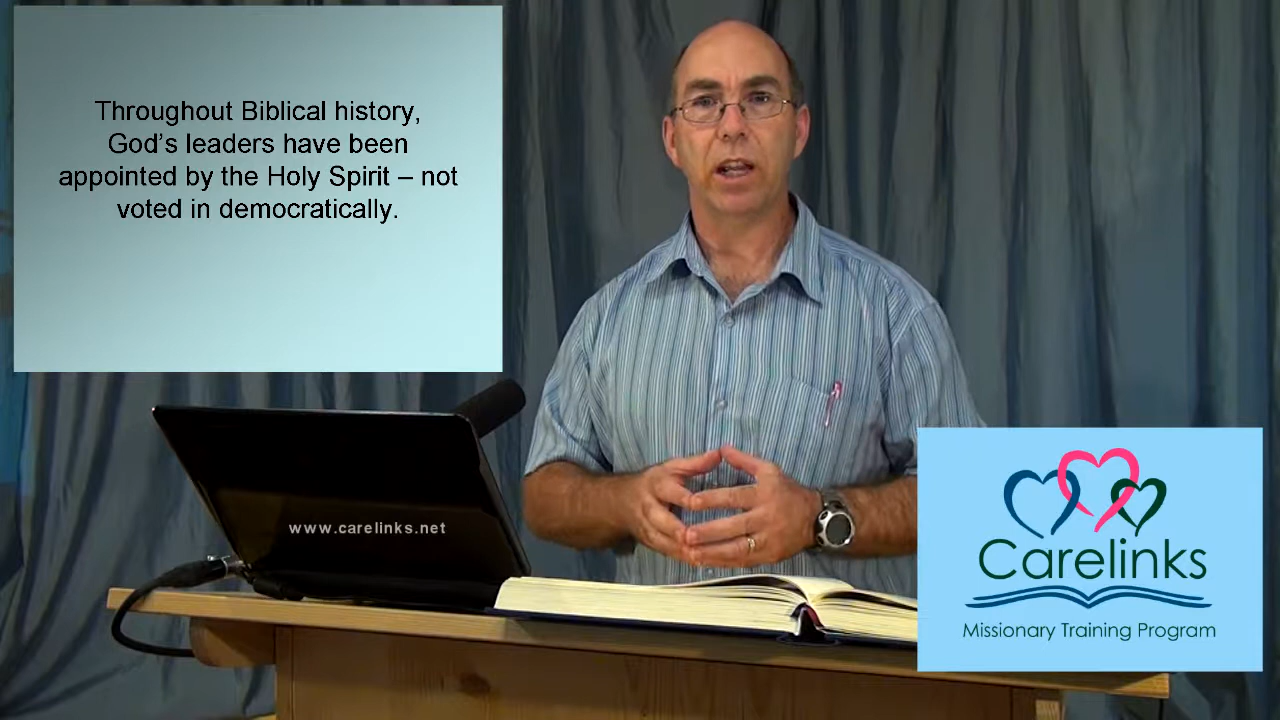 Throughout Biblical history,
God's leaders have been
appointed by the Holy Spirit – not
voted in democratically.
www.carelinks.net
Carelinks
Missionary Training Program